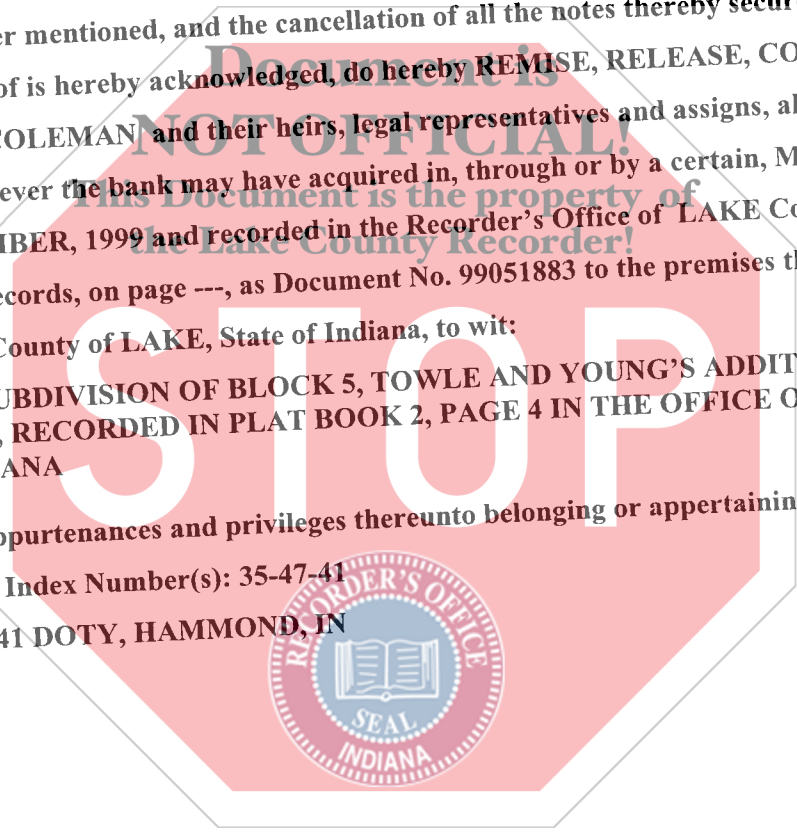 er mentioned, and the cancellation of all the notes thereby secur
of is hereby acknowledged, do hereby REMISE, RELEASE, CO
COLEMAN and their heirs, legal representatives and assigns, al
ever the bank may have acquired in, through or by a certain, M
MBER, 1999 and recorded in the Recorder's Office of LAKE Co
ecords, on page ---, as Document No. 99051883 to the premises th
County of LAKE, State of Indiana, to wit:
UBDIVISION OF BLOCK 5, TOWLE AND YOUNG'S ADDIT
, RECORDED IN PLAT BOOK 2, PAGE 4 IN THE OFFICE O
IANA
ppurtenances and privileges thereunto belonging or appertainin
Index Number(s): 35-47-41
41 DOTY, HAMMOND, IN
Document is
NOT OFFICIAL!
This Document is the property of
the Lake County Recorder!
STOP
RECORDER'S OFFICE
SEAL
INDIANA